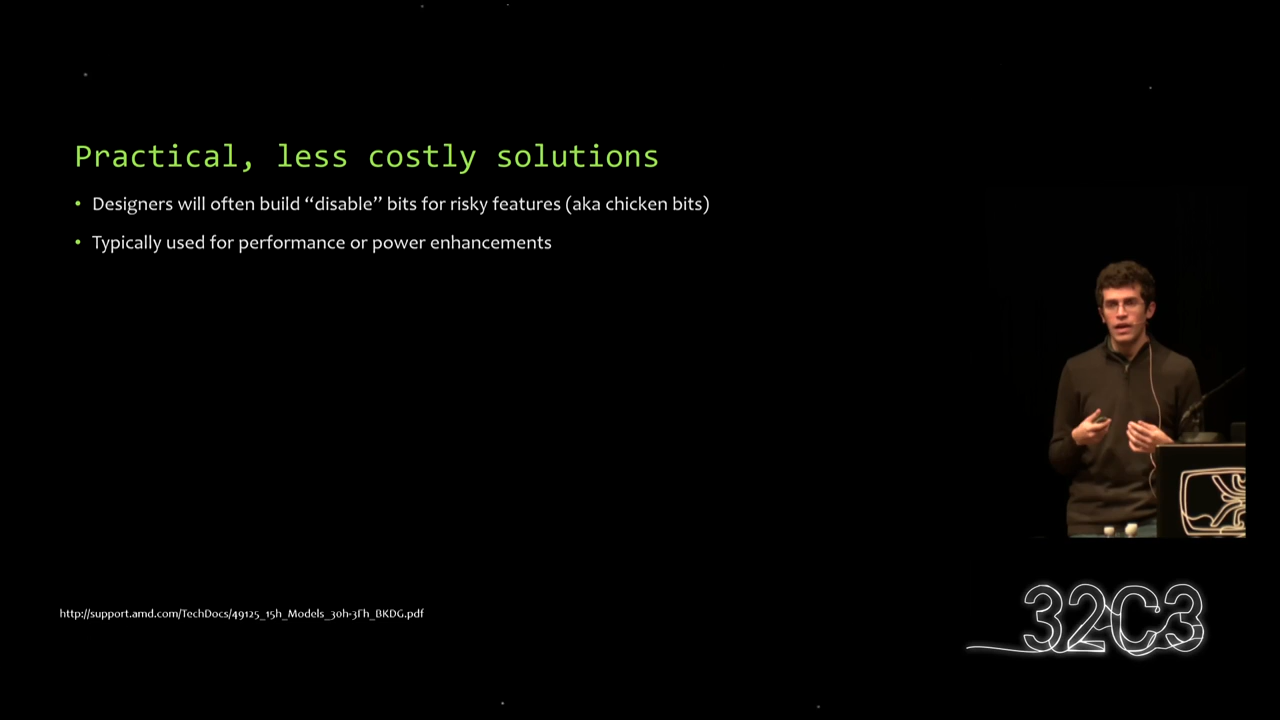 Practical, less costly solutions
• Designers will often build “disable” bits for risky features (aka chicken bits)
• Typically used for performance or power enhancements
http://support.amd.com/TechDocs/49125_15h_Models_30h-3Fh_BKDG.pdf
32C3